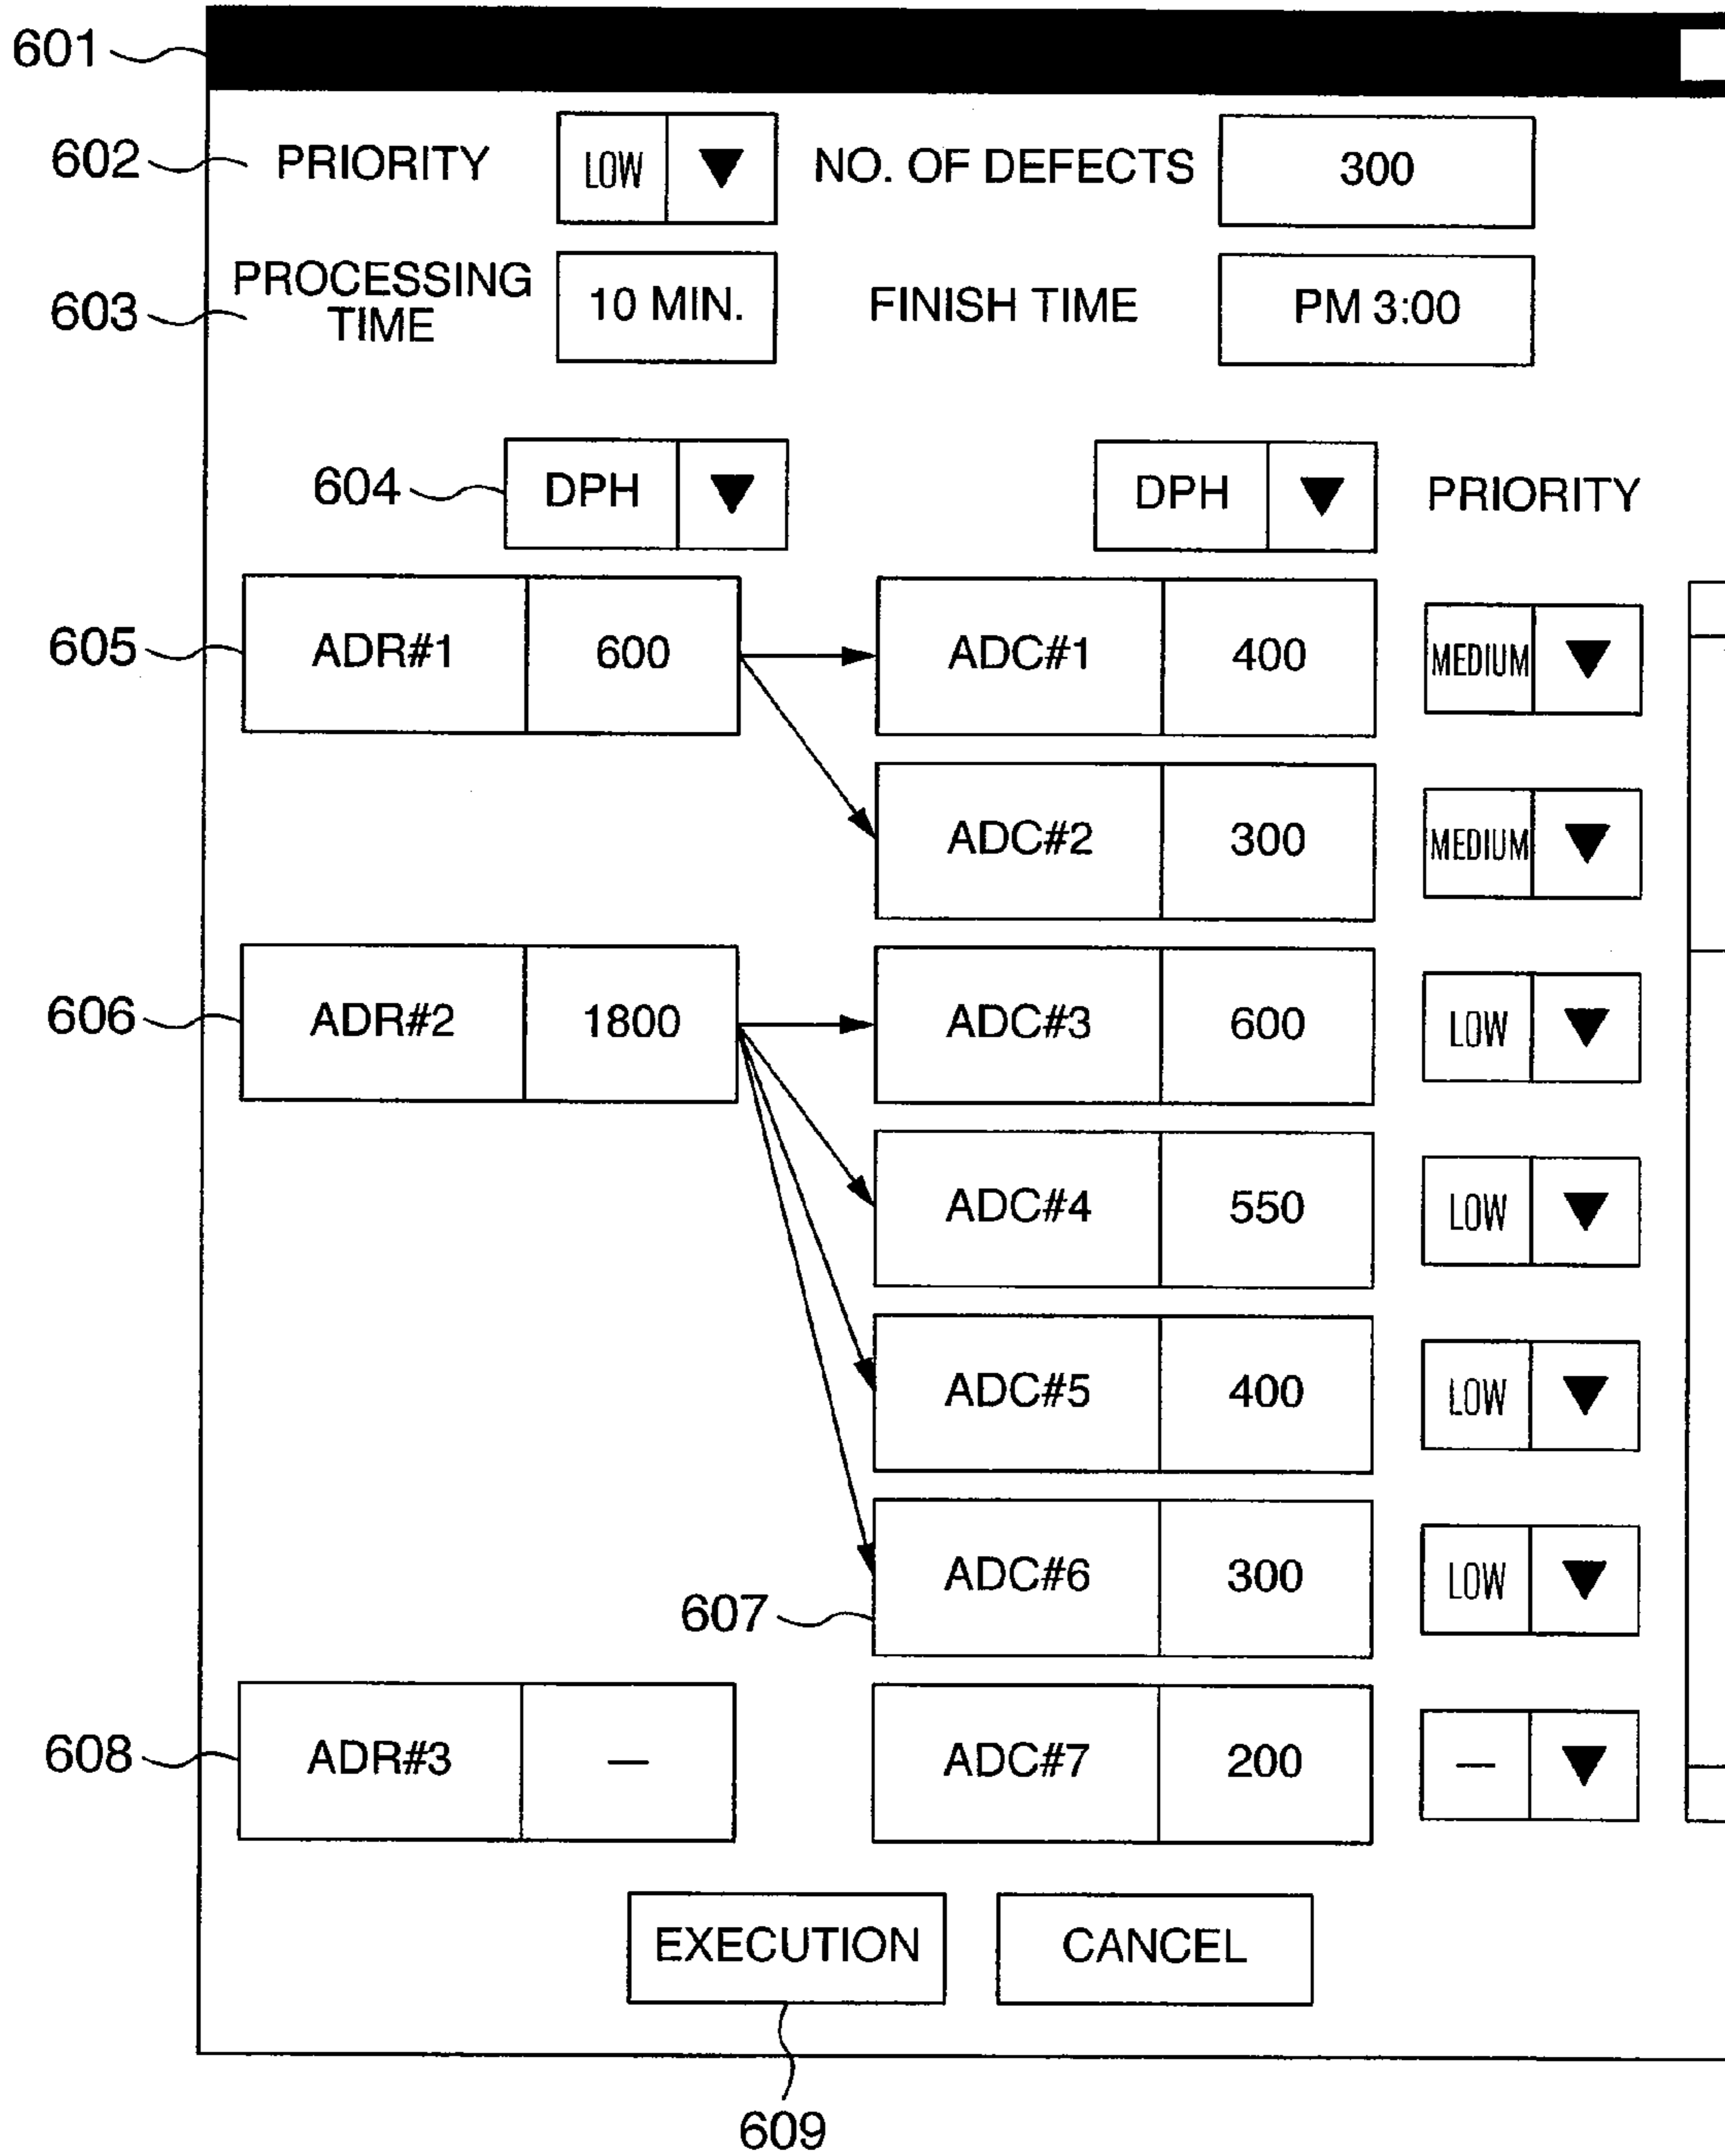 601
602 PRIORITY LOW NO. OF DEFECTS 300
603 PROCESSING TIME 10 MIN. FINISH TIME PM 3:00
604 DPH DPH PRIORITY
605 ADR#1 600 ADC#1 400 MEDIUM
ADC#2 300 MEDIUM
606 ADR#2 1800 ADC#3 600 LOW
ADC#4 550 LOW
ADC#5 400 LOW
607 ADC#6 300 LOW
608 ADR#3 — ADC#7 200 —
EXECUTION CANCEL
609